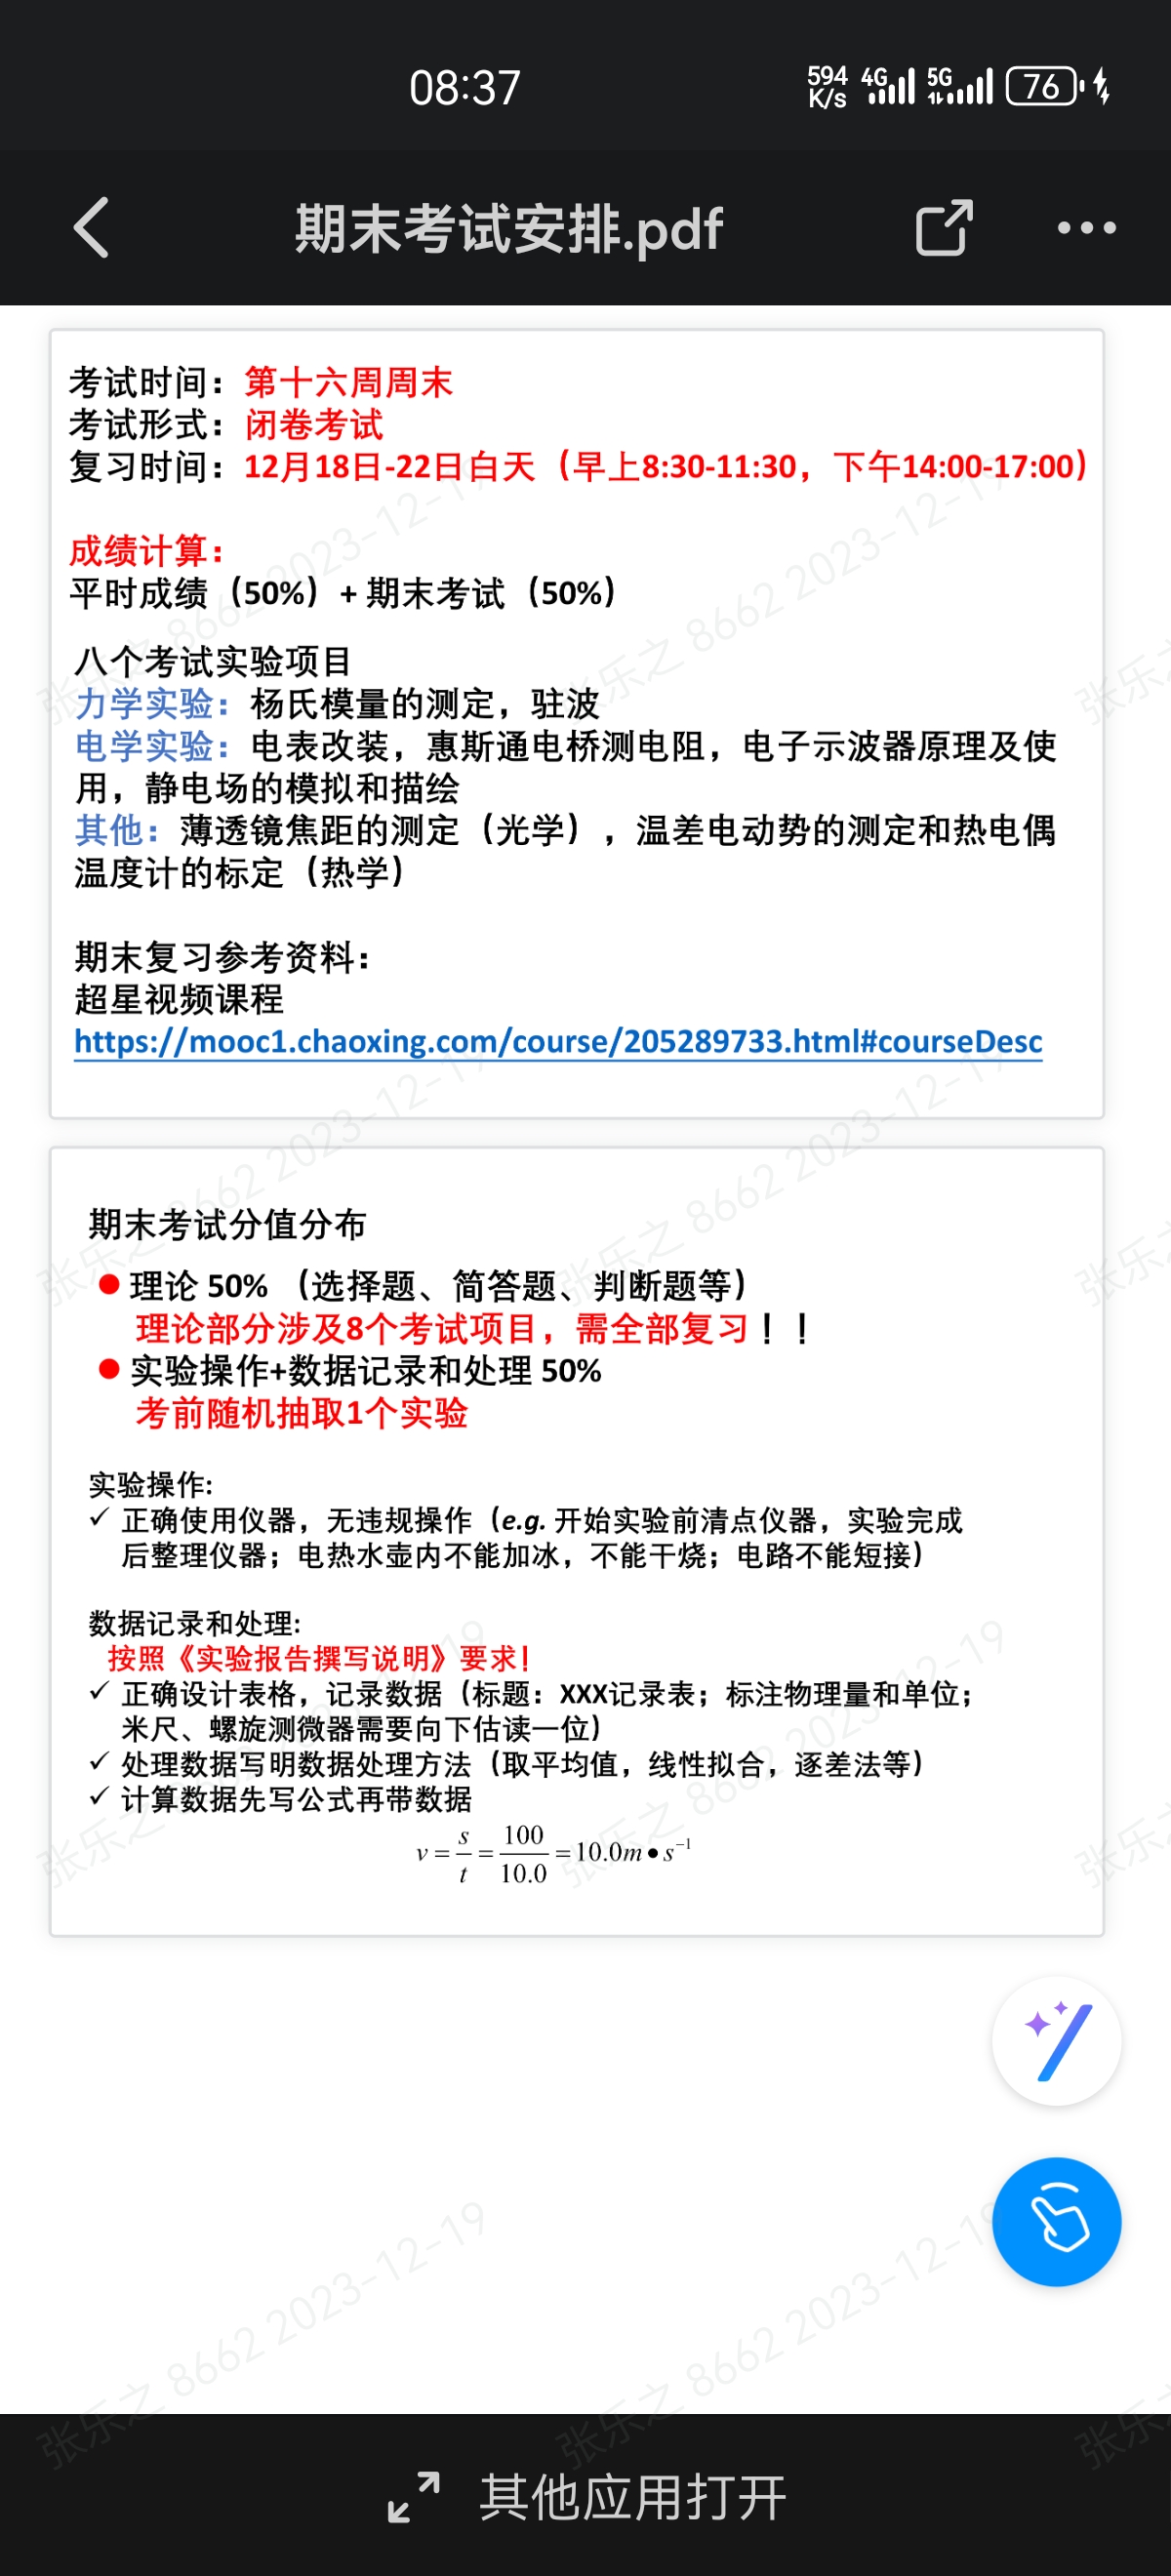 08:37
594 K/s 4G 5G 76
期末考试安排.pdf
考试时间：第十六周周末
考试形式：闭卷考试
复习时间：12月18日-22日白天（早上8:30-11:30，下午14:00-17:00）
成绩计算：
平时成绩（50%）+ 期末考试（50%）
八个考试实验项目
力学实验：杨氏模量的测定，驻波
电学实验：电表改装，惠斯通电桥测电阻，电子示波器原理及使
用，静电场的模拟和描绘
其他：薄透镜焦距的测定（光学），温差电动势的测定和热电偶
温度计的标定（热学）
期末复习参考资料：
超星视频课程
https://mooc1.chaoxing.com/course/205289733.html#courseDesc
期末考试分值分布
● 理论 50% （选择题、简答题、判断题等）
理论部分涉及8个考试项目，需全部复习！！
● 实验操作+数据记录和处理 50%
考前随机抽取1个实验
实验操作:
✓ 正确使用仪器，无违规操作（e.g. 开始实验前清点仪器，实验完成
后整理仪器；电热水壶内不能加冰，不能干烧；电路不能短接）
数据记录和处理:
按照《实验报告撰写说明》要求！
✓ 正确设计表格，记录数据（标题：XXX记录表；标注物理量和单位；
米尺、螺旋测微器需要向下估读一位）
✓ 处理数据写明数据处理方法（取平均值，线性拟合，逐差法等）
✓ 计算数据先写公式再带数据
v = s/t = 100/10.0 = 10.0m•s⁻¹
张乐之 8662 2023-12-19
其他应用打开